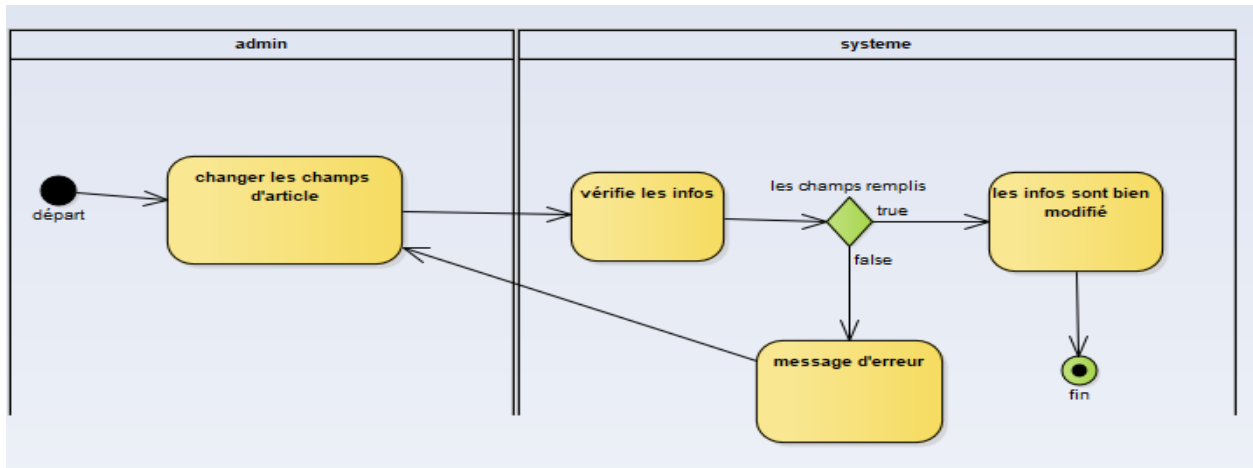 admin
systeme
départ
changer les champs
d'article
vérifie les infos
les champs remplis
true
false
les infos sont bien
modifié
message d'erreur
fin